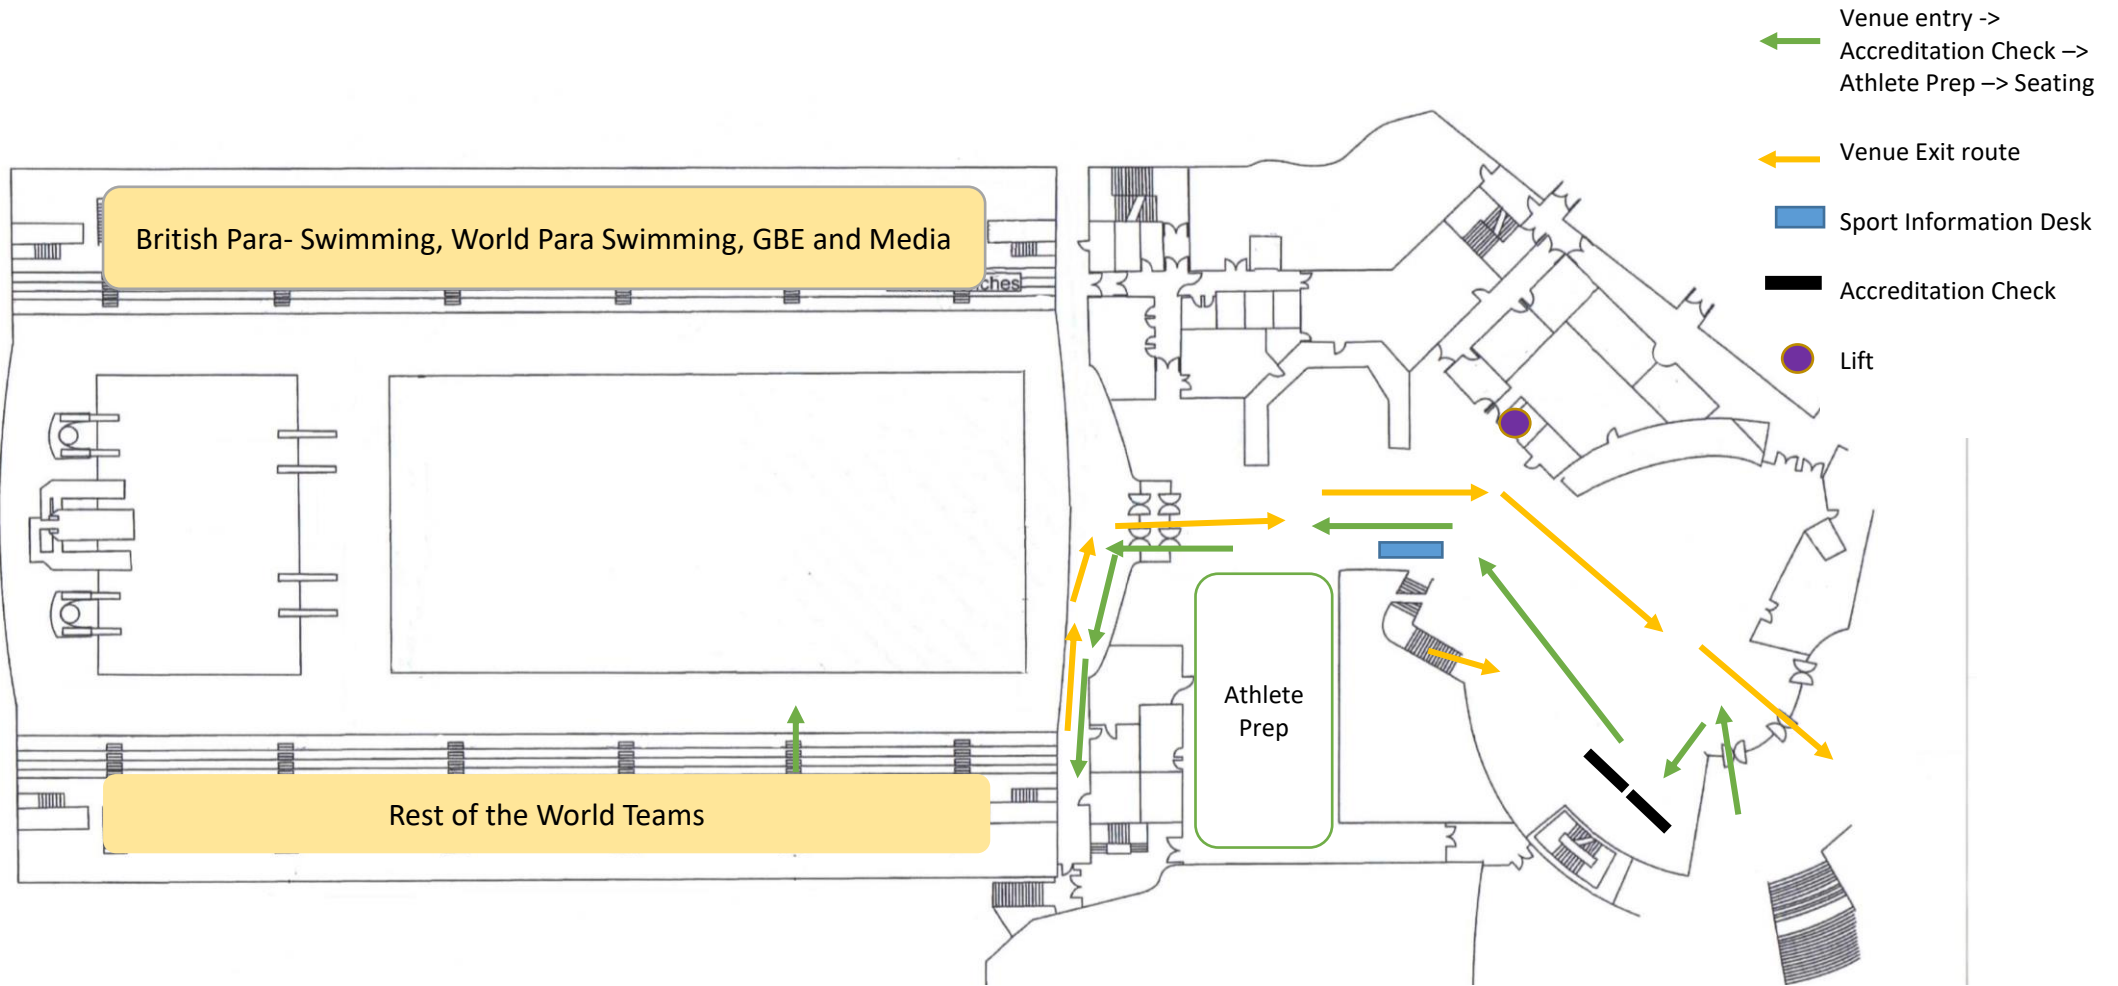 Venue entry ->
Accreditation Check –>
Athlete Prep –> Seating
Venue Exit route
British Para- Swimming, World Para Swimming, GBE and Media
Sport Information Desk
Accreditation Check
Lift
Athlete
Prep
Rest of the World Teams